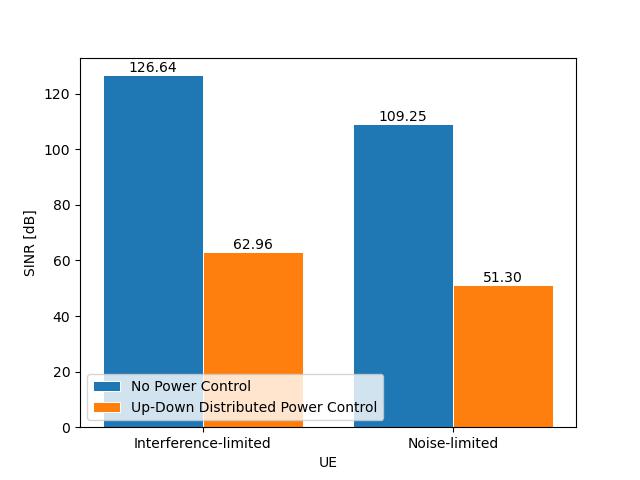 126.64
109.25
62.96
51.30
120
100
80
60
40
20
0
SINR [dB]
No Power Control
Up-Down Distributed Power Control
Interference-limited
Noise-limited
UE